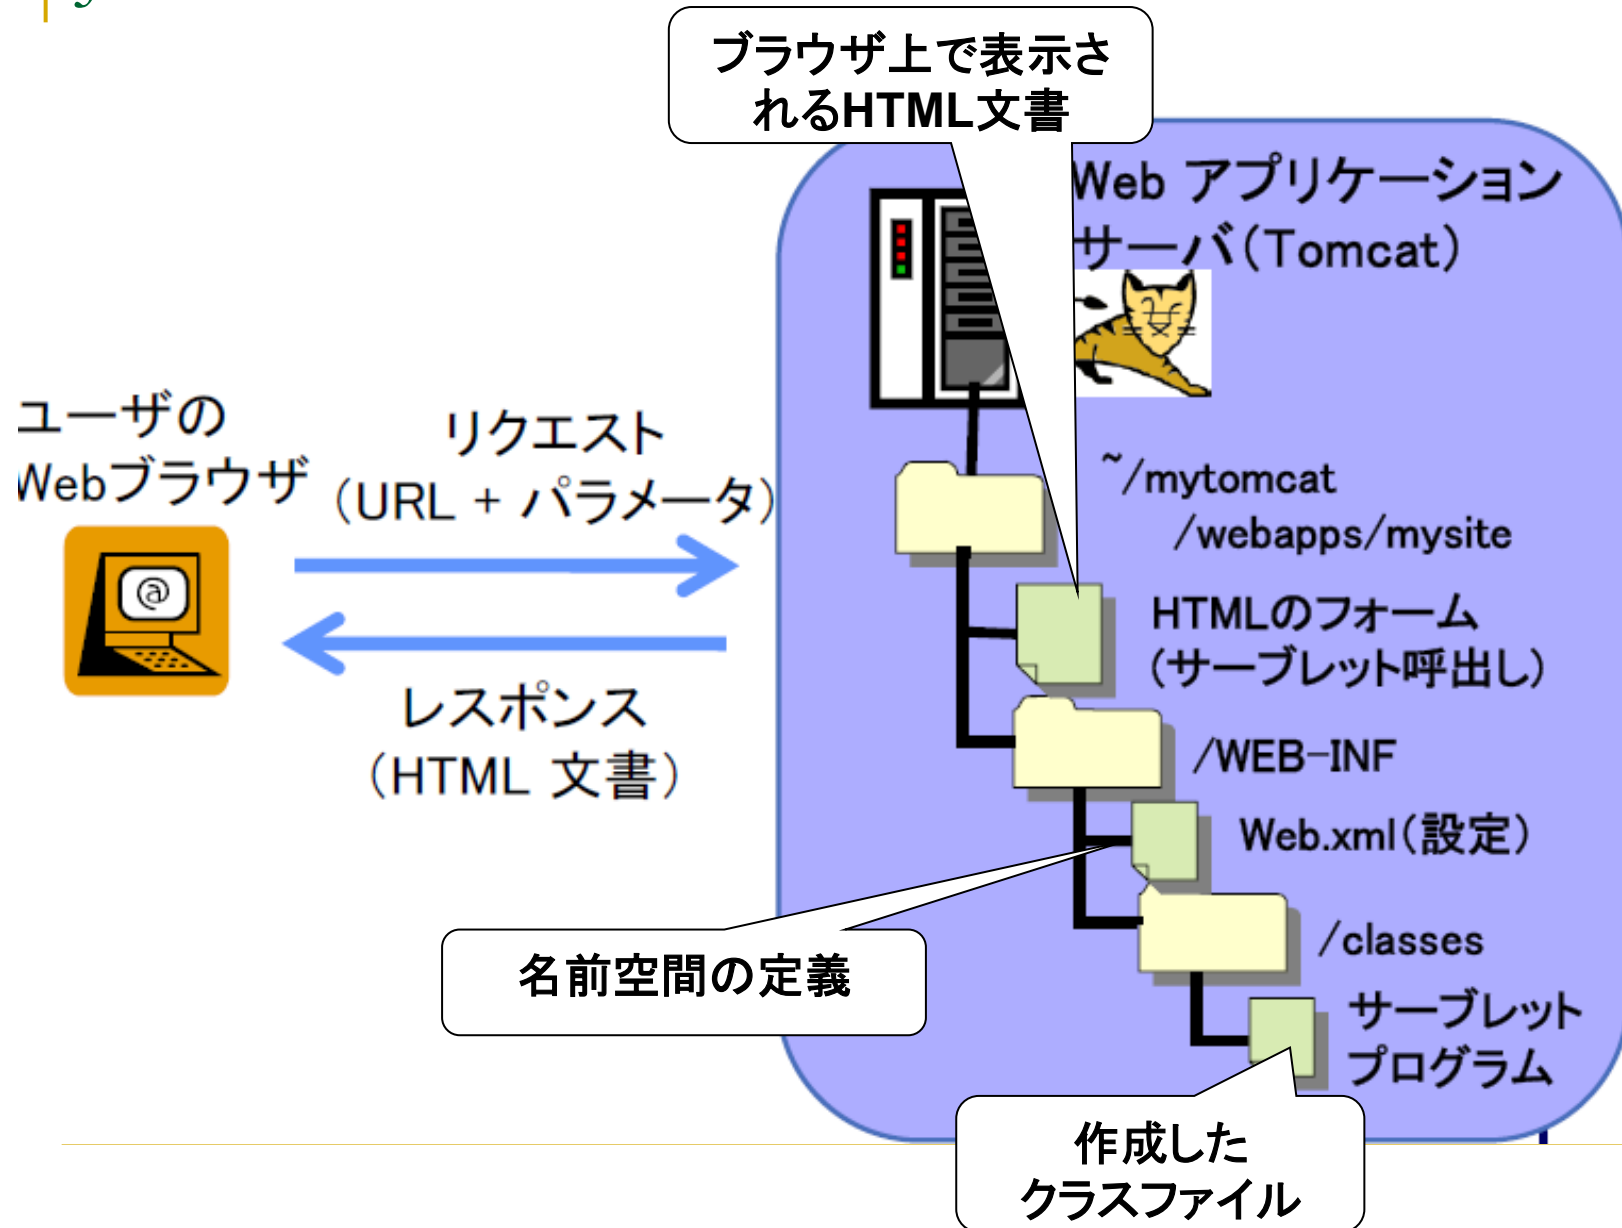 ブラウザ上で表示さ
れるHTML文書
Web アプリケーション
サーバ(Tomcat)
ユーザの
Webブラウザ
リクエスト
(URL + パラメータ)
@
レスポンス
(HTML 文書)
~/mytomcat
/webapps/mysite
HTMLのフォーム
(サーブレット呼出し)
/WEB-INF
Web.xml(設定)
名前空間の定義
/classes
サーブレット
プログラム
作成した
クラスファイル